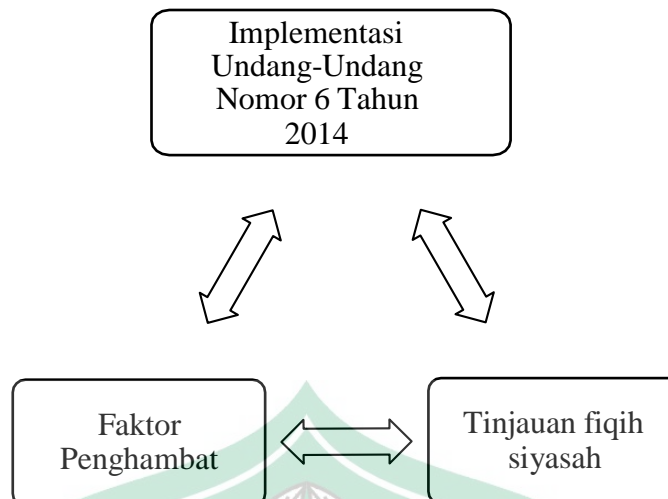 Implementasi
Undang-Undang
Nomor 6 Tahun
2014
Faktor
Penghambat
Tinjauan fiqih
siyasah